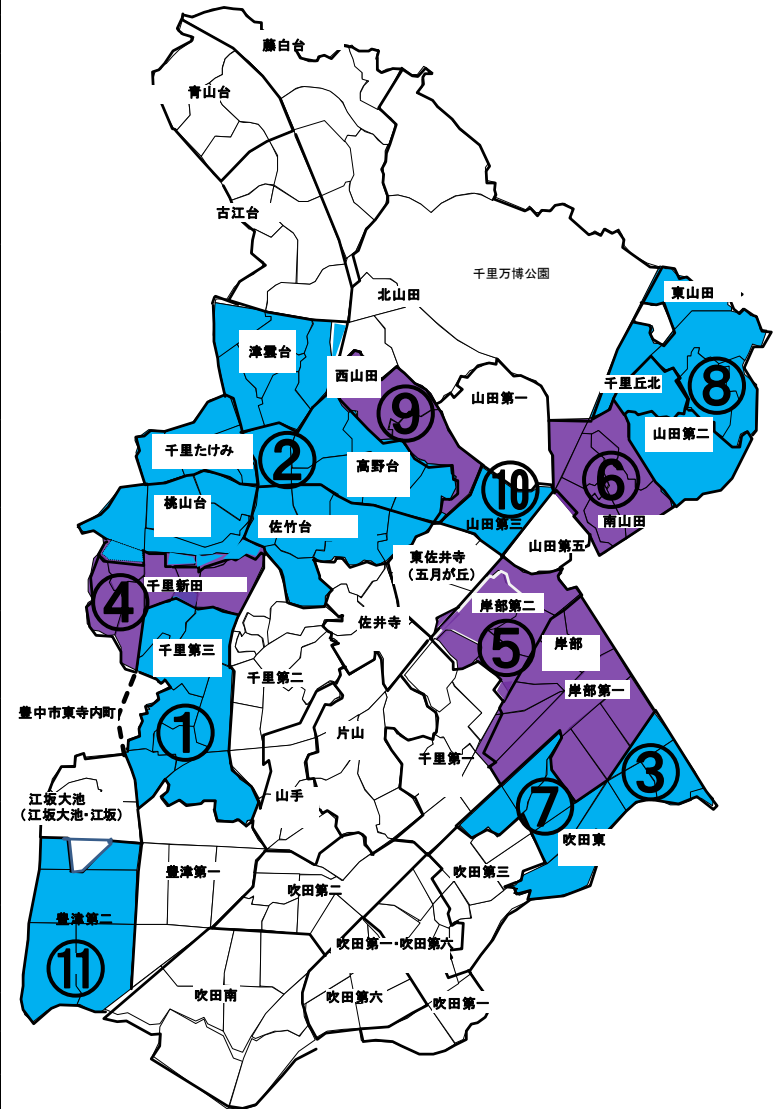 藤白台
青山台
古江台
千里万博公園
北山田
東山田
津雲台
西山田
千里丘北
⑧
山田第一
⑨
山田第二
千里たけみ
②
高野台
⑥
⑩
桃山台
佐竹台
山田第三
南山田
東佐井寺
(五月が丘)
山田第五
千里新田
④
岸部第二
佐井寺
⑤
岸部
千里第三
千里第二
岸部第一
豊中市東寺内町
①
片山
千里第一
③
江坂大池
(江坂大池・江坂)
山手
⑦
吹田東
豊津第一
吹田第二
吹田第三
豊津第二
吹田第一・吹田第六
⑪
吹田南
吹田第六
吹田第一